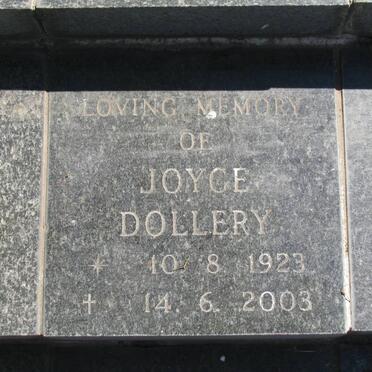 LOVING MEMORY
OF
JOYCE
DOLLERY
* 10 8 1923
† 14. 6. 2003